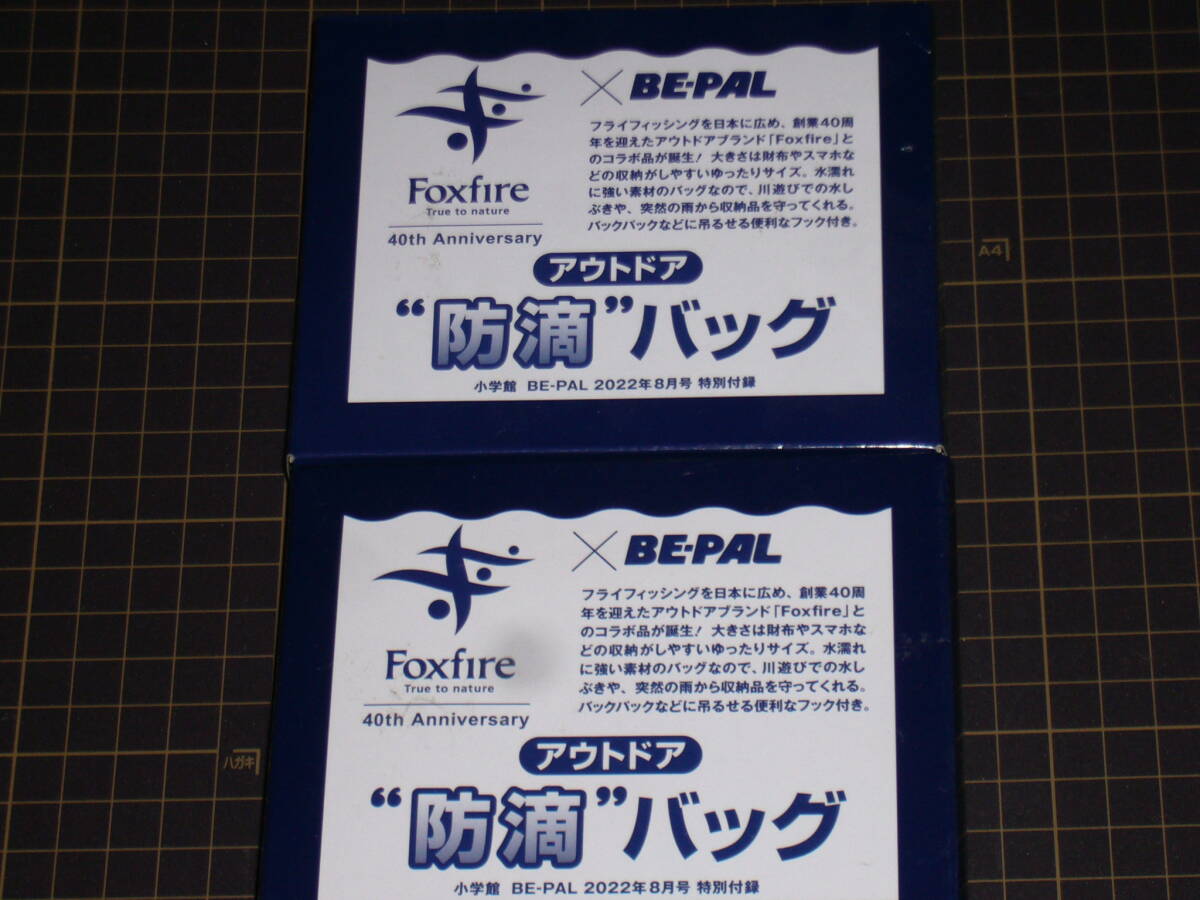 ×BE-PAL
フライフィッシングを日本に広め、創業40周
年を迎えたアウトドアブランド「Foxfire」と
のコラボ品が誕生! 大きさは財布やスマホな
どの収納がしやすいゆったりサイズ。水濡れ
に強い素材のバッグなので、川遊びでの水し
ぶきや、突然の雨から収納品を守ってくれる。
バックパックなどに吊るせる便利なフック付き。
Foxfire
True to nature
40th Anniversary
アウトドア
“防滴”バッグ
小学館 BE-PAL 2022年8月号 特別付録
A4
×BE-PAL
フライフィッシングを日本に広め、創業40周
年を迎えたアウトドアブランド「Foxfire」と
のコラボ品が誕生! 大きさは財布やスマホな
どの収納がしやすいゆったりサイズ。水濡れ
に強い素材のバッグなので、川遊びでの水し
ぶきや、突然の雨から収納品を守ってくれる。
バックパックなどに吊るせる便利なフック付き。
Foxfire
True to nature
40th Anniversary
ハガキ
アウトドア
“防滴”バッグ
小学館 BE-PAL 2022年8月号 特別付録